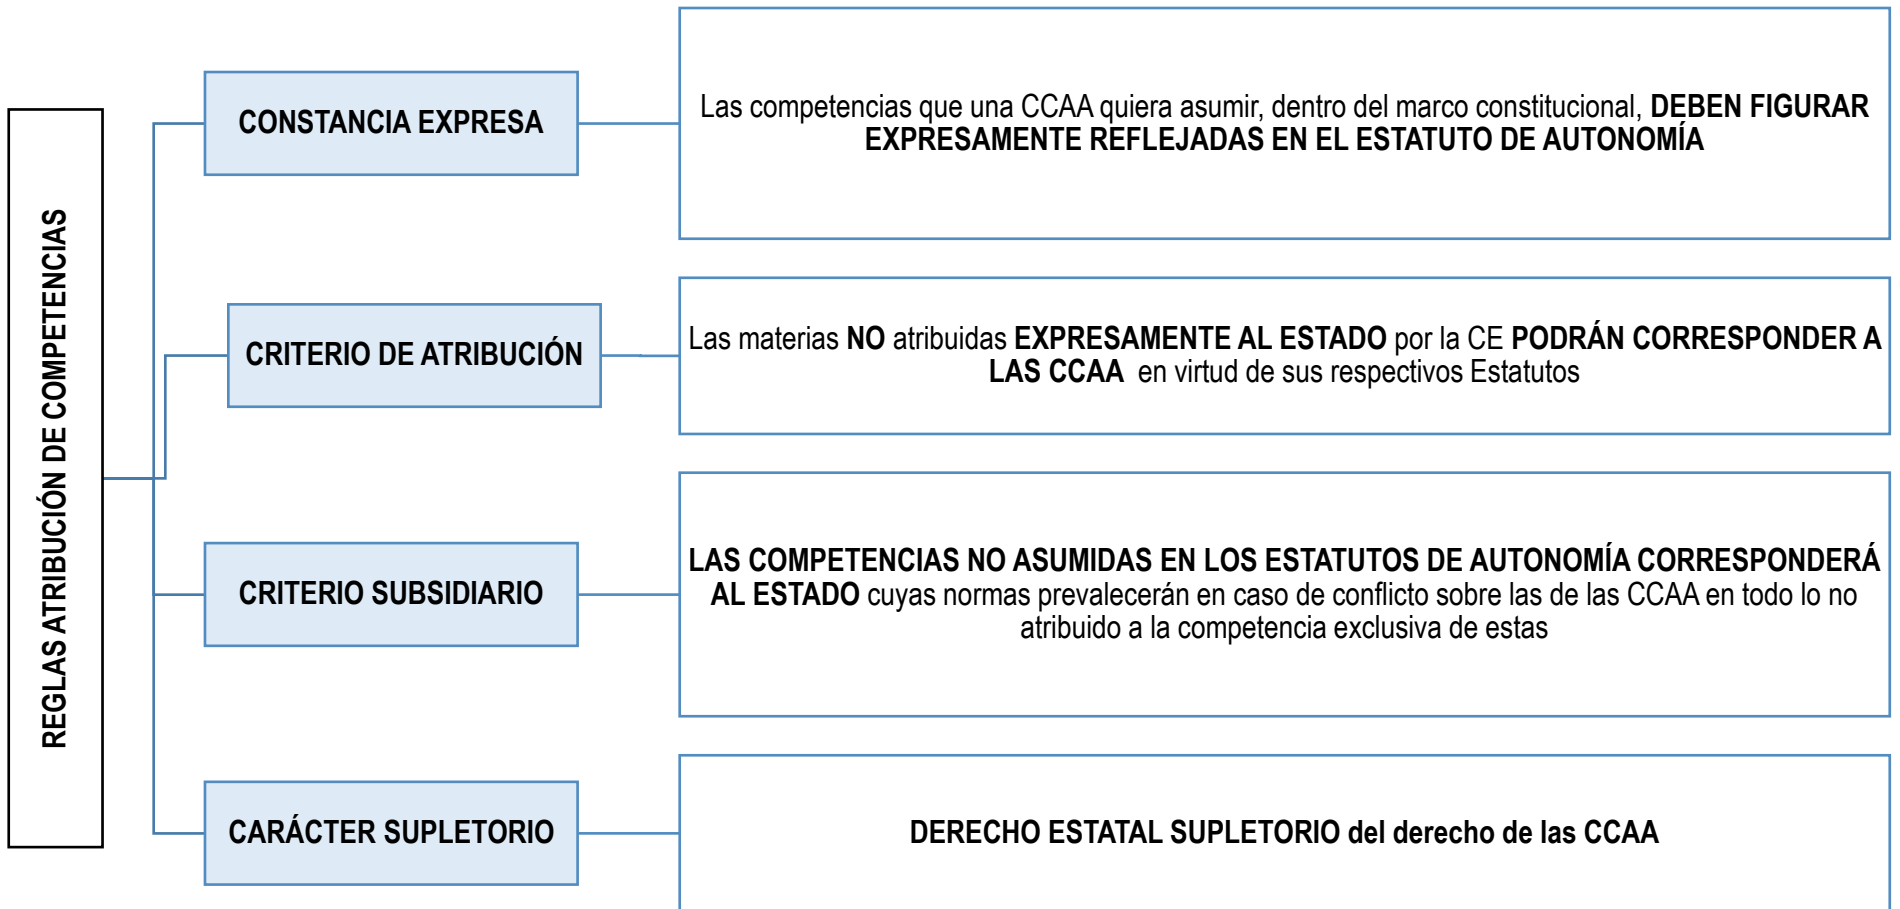 REGLAS ATRIBUCIÓN DE COMPETENCIAS
CONSTANCIA EXPRESA
Las competencias que una CCAA quiera asumir, dentro del marco constitucional, DEBEN FIGURAR
EXPRESAMENTE REFLEJADAS EN EL ESTATUTO DE AUTONOMÍA
CRITERIO DE ATRIBUCIÓN
Las materias NO atribuidas EXPRESAMENTE AL ESTADO por la CE PODRÁN CORRESPONDER A
LAS CCAA en virtud de sus respectivos Estatutos
CRITERIO SUBSIDIARIO
LAS COMPETENCIAS NO ASUMIDAS EN LOS ESTATUTOS DE AUTONOMÍA CORRESPONDERÁ
AL ESTADO cuyas normas prevalecerán en caso de conflicto sobre las de las CCAA en todo lo no
atribuido a la competencia exclusiva de estas
CARÁCTER SUPLETORIO
DERECHO ESTATAL SUPLETORIO del derecho de las CCAA